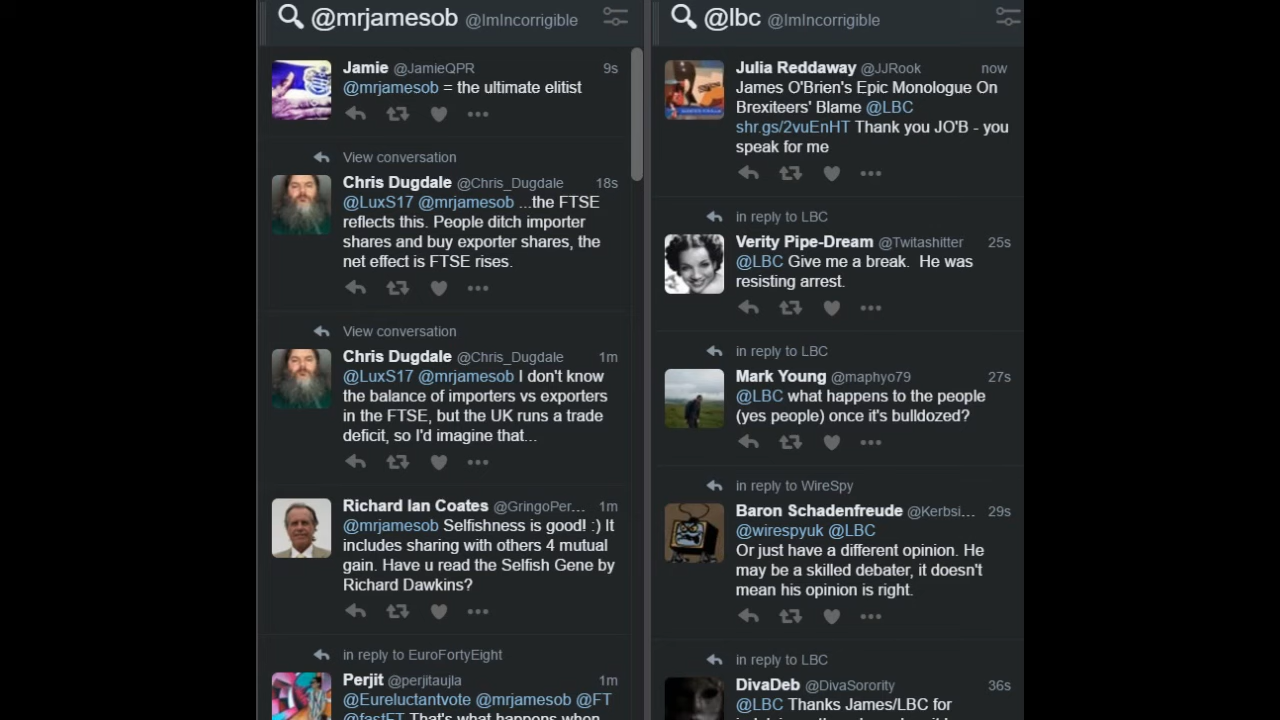 @mrjamesob @ImIncorrigible
Jamie @JamieQPR 9s
@mrjamesob = the ultimate elitist
View conversation
Chris Dugdale @Chris_Dugdale 18s
@LuxS17 @mrjamesob ...the FTSE
reflects this. People ditch importer
shares and buy exporter shares, the
net effect is FTSE rises.
View conversation
Chris Dugdale @Chris_Dugdale 1m
@LuxS17 @mrjamesob I don't know
the balance of importers vs exporters
in the FTSE, but the UK runs a trade
deficit, so I'd imagine that...
Richard Ian Coates @GringoPer... 1m
@mrjamesob Selfishness is good! :) It
includes sharing with others 4 mutual
gain. Have u read the Selfish Gene by
Richard Dawkins?
in reply to EuroFortyEight
Perjit @perjitaujla 1m
@Eureluctantvote @mrjamesob @FT
@fastFT That's what happens when
@lbc @ImIncorrigible
Julia Reddaway @JJRook now
James O'Brien's Epic Monologue On
Brexiteers' Blame @LBC
shr.gs/2vuEnHT Thank you JO'B - you
speak for me
in reply to LBC
Verity Pipe-Dream @Twitashitter 25s
@LBC Give me a break. He was
resisting arrest.
in reply to LBC
Mark Young @maphyo79 27s
@LBC what happens to the people
(yes people) once it's bulldozed?
in reply to WireSpy
Baron Schadenfreude @Kerbsi... 29s
@wirespyuk @LBC
Or just have a different opinion. He
may be a skilled debater, it doesn't
mean his opinion is right.
in reply to LBC
DivaDeb @DivaSorority 36s
@LBC Thanks James/LBC for